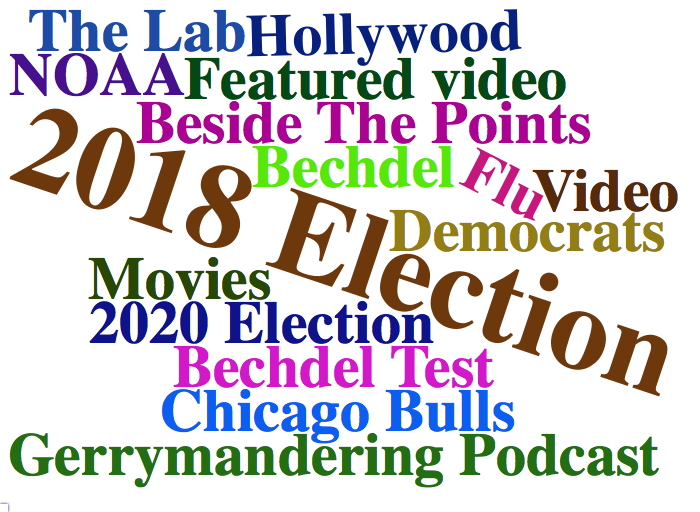 The Lab
Hollywood
NOAA
Featured video
Beside The Points
2018 Election
Bechdel
Flu
Video
Democrats
Movies
2020 Election
Bechdel Test
Chicago Bulls
Gerrymandering Podcast